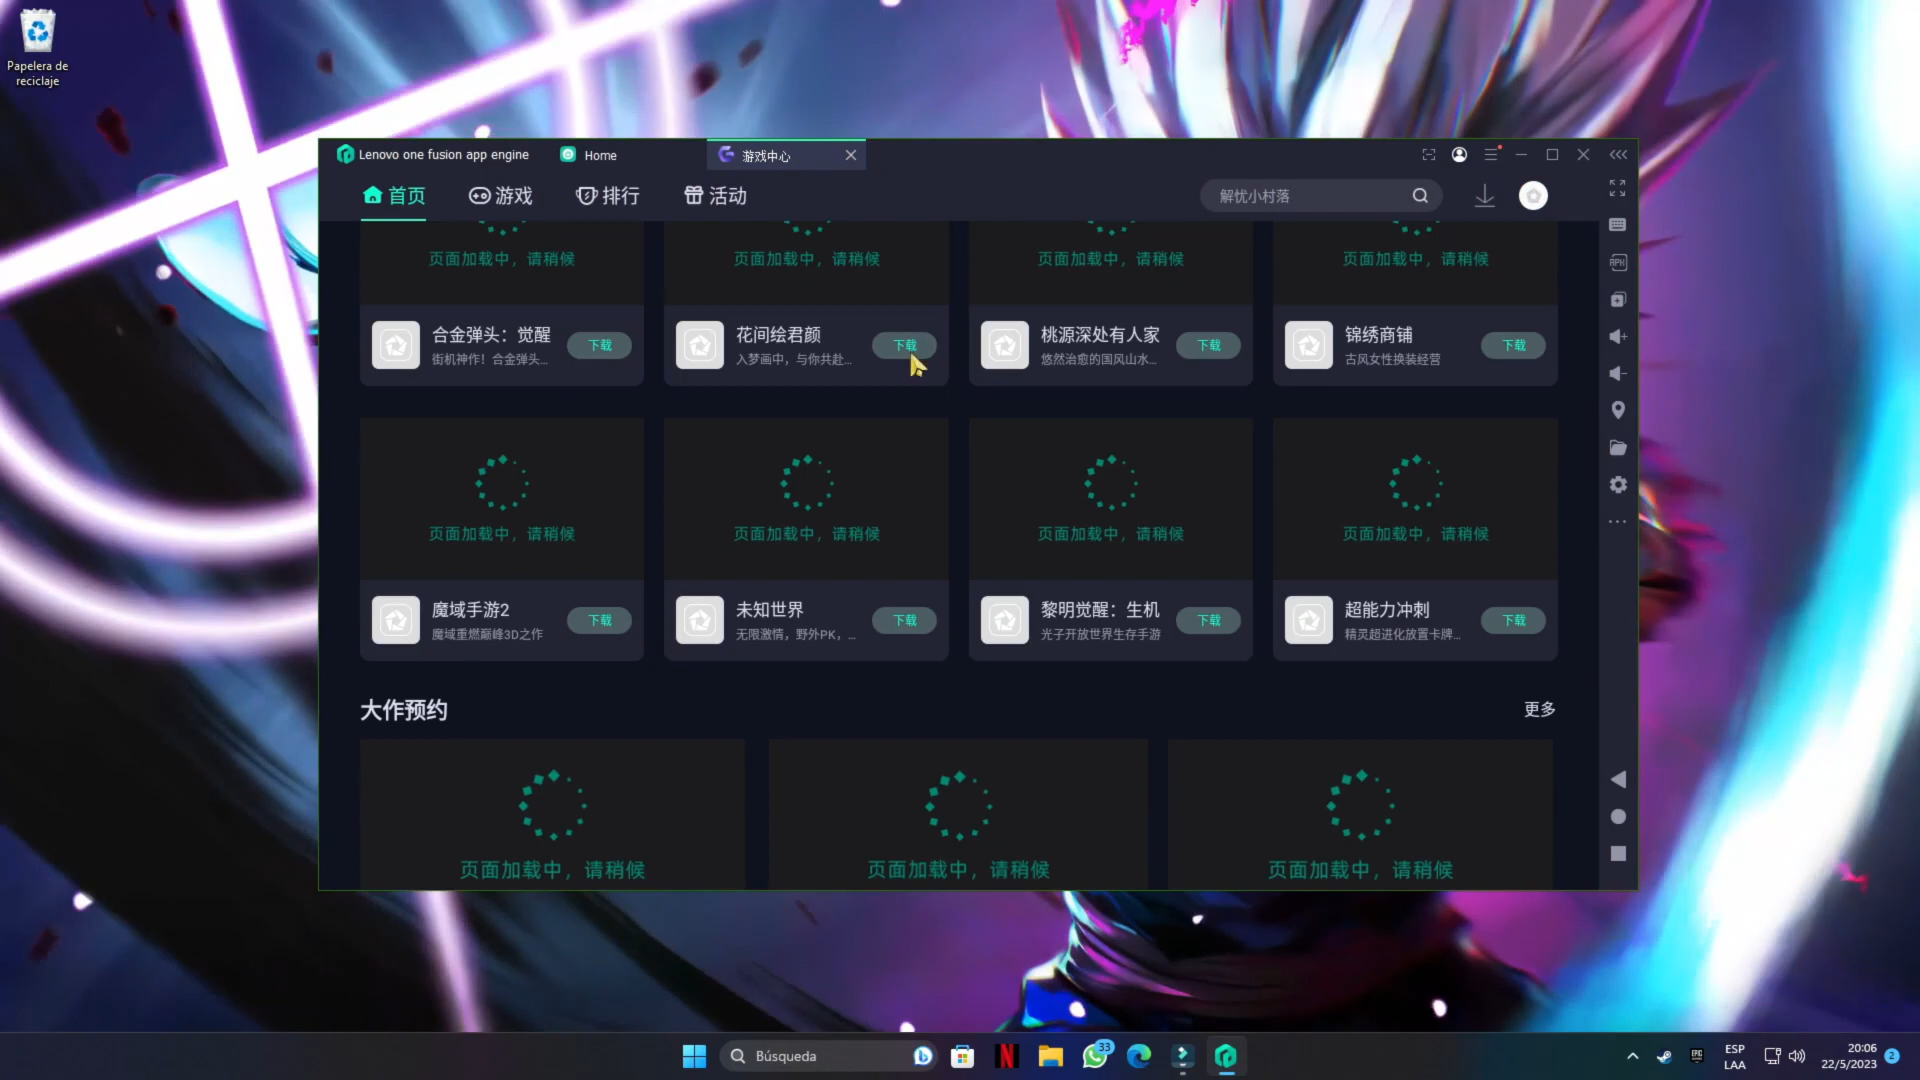 Papelera de
reciclaje
Lenovo one fusion app engine
Home
游戏中心
首页
游戏
排行
活动
解忧小村落
页面加载中，请稍候
页面加载中，请稍候
页面加载中，请稍候
页面加载中，请稍候
合金弹头：觉醒
街机神作！合金弹头...
下载
花间绘君颜
入梦画中，与你共赴...
下载
桃源深处有人家
悠然治愈的国风山水...
下载
锦绣商铺
古风女性换装经营
下载
APK
页面加载中，请稍候
页面加载中，请稍候
页面加载中，请稍候
页面加载中，请稍候
魔域手游2
魔域重燃巅峰3D之作
下载
未知世界
无限激情，野外PK，...
下载
黎明觉醒：生机
光子开放世界生存手游
下载
超能力冲刺
精灵超进化放置卡牌...
下载
大作预约
更多
页面加载中，请稍候
页面加载中，请稍候
页面加载中，请稍候
Búsqueda
33
EPIC
ESP
LAA
20:06
22/5/2023
2